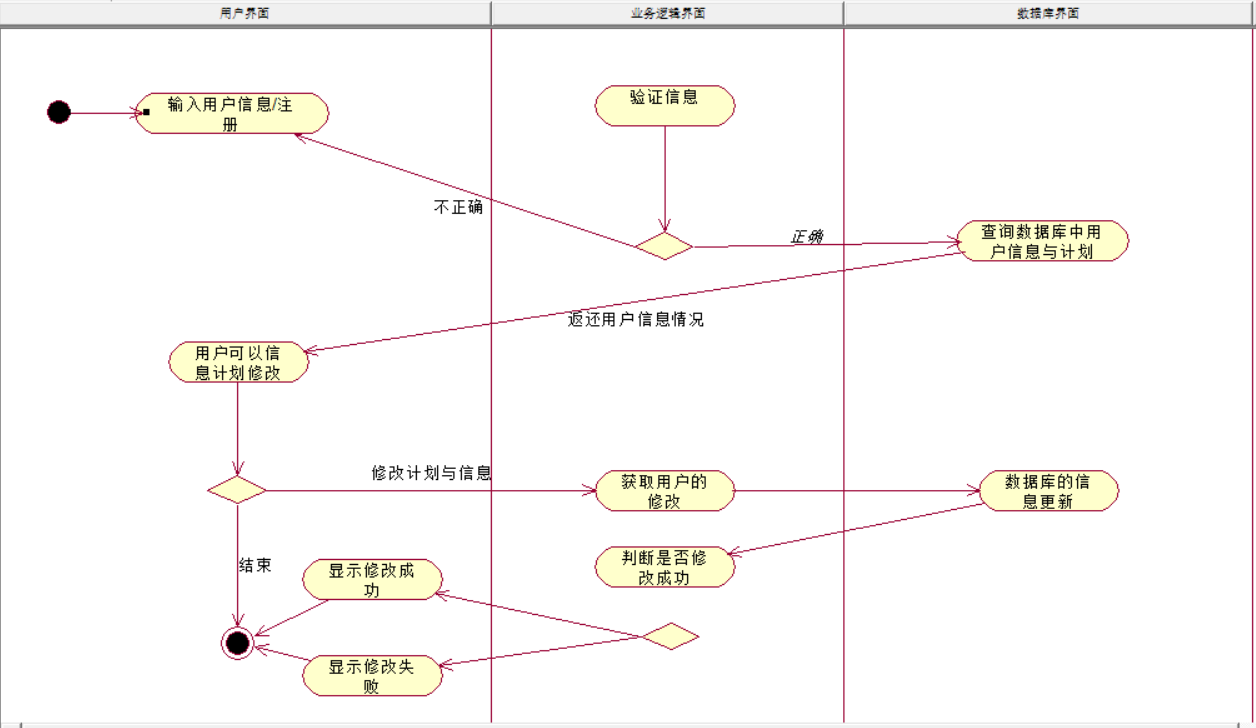 用户界面
业务逻辑界面
数据库界面
输入用户信息/注
册
验证信息
不正确
正确
查询数据库中用
户信息与计划
返还用户信息情况
用户可以信
息计划修改
修改计划与信息
获取用户的
修改
数据库的信
息更新
结束
显示修改成
功
判断是否修
改成功
显示修改失
败